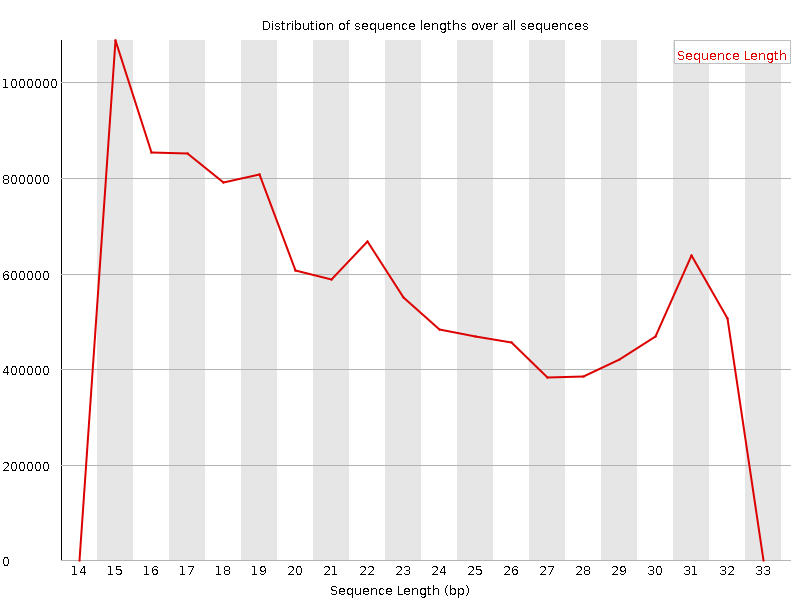 Distribution of sequence lengths over all sequences
Sequence Length
1000000
800000
600000
400000
200000
0
14 15 16 17 18 19 20 21 22 23 24 25 26 27 28 29 30 31 32 33
Sequence Length (bp)